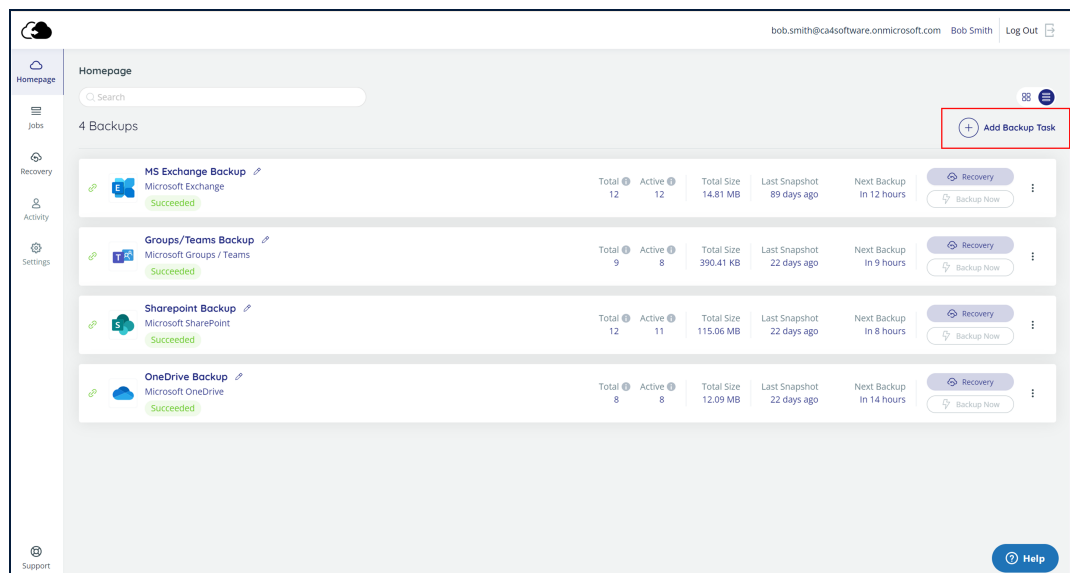 bob.smith@ca4software.onmicrosoft.com Bob Smith Log Out
Homepage
Jobs
Recovery
Activity
Settings
Support
Homepage
Search
4 Backups
Add Backup Task
MS Exchange Backup
Microsoft Exchange
Succeeded
Total Active Total Size Last Snapshot Next Backup
12 12 14.81 MB 89 days ago In 12 hours
Recovery
Backup Now
Groups/Teams Backup
Microsoft Groups / Teams
Succeeded
Total Active Total Size Last Snapshot Next Backup
9 8 390.41 KB 22 days ago In 9 hours
Recovery
Backup Now
Sharepoint Backup
Microsoft SharePoint
Succeeded
Total Active Total Size Last Snapshot Next Backup
12 11 115.06 MB 22 days ago In 8 hours
Recovery
Backup Now
OneDrive Backup
Microsoft OneDrive
Succeeded
Total Active Total Size Last Snapshot Next Backup
8 8 12.09 MB 22 days ago In 14 hours
Recovery
Backup Now
Help